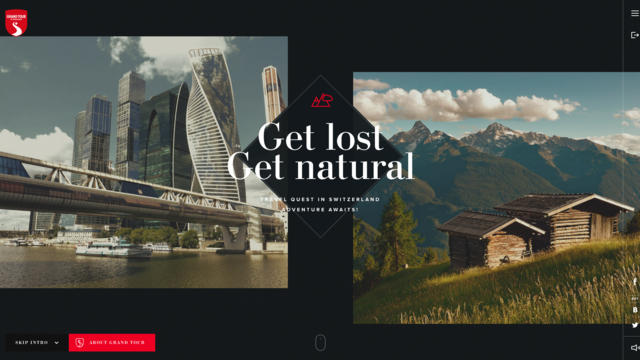 GRAND TOUR
Get lost
Get natural
TRAVEL QUEST IN SWITZERLAND
ADVENTURE AWAITS!
SKIP INTRO
ABOUT GRAND TOUR